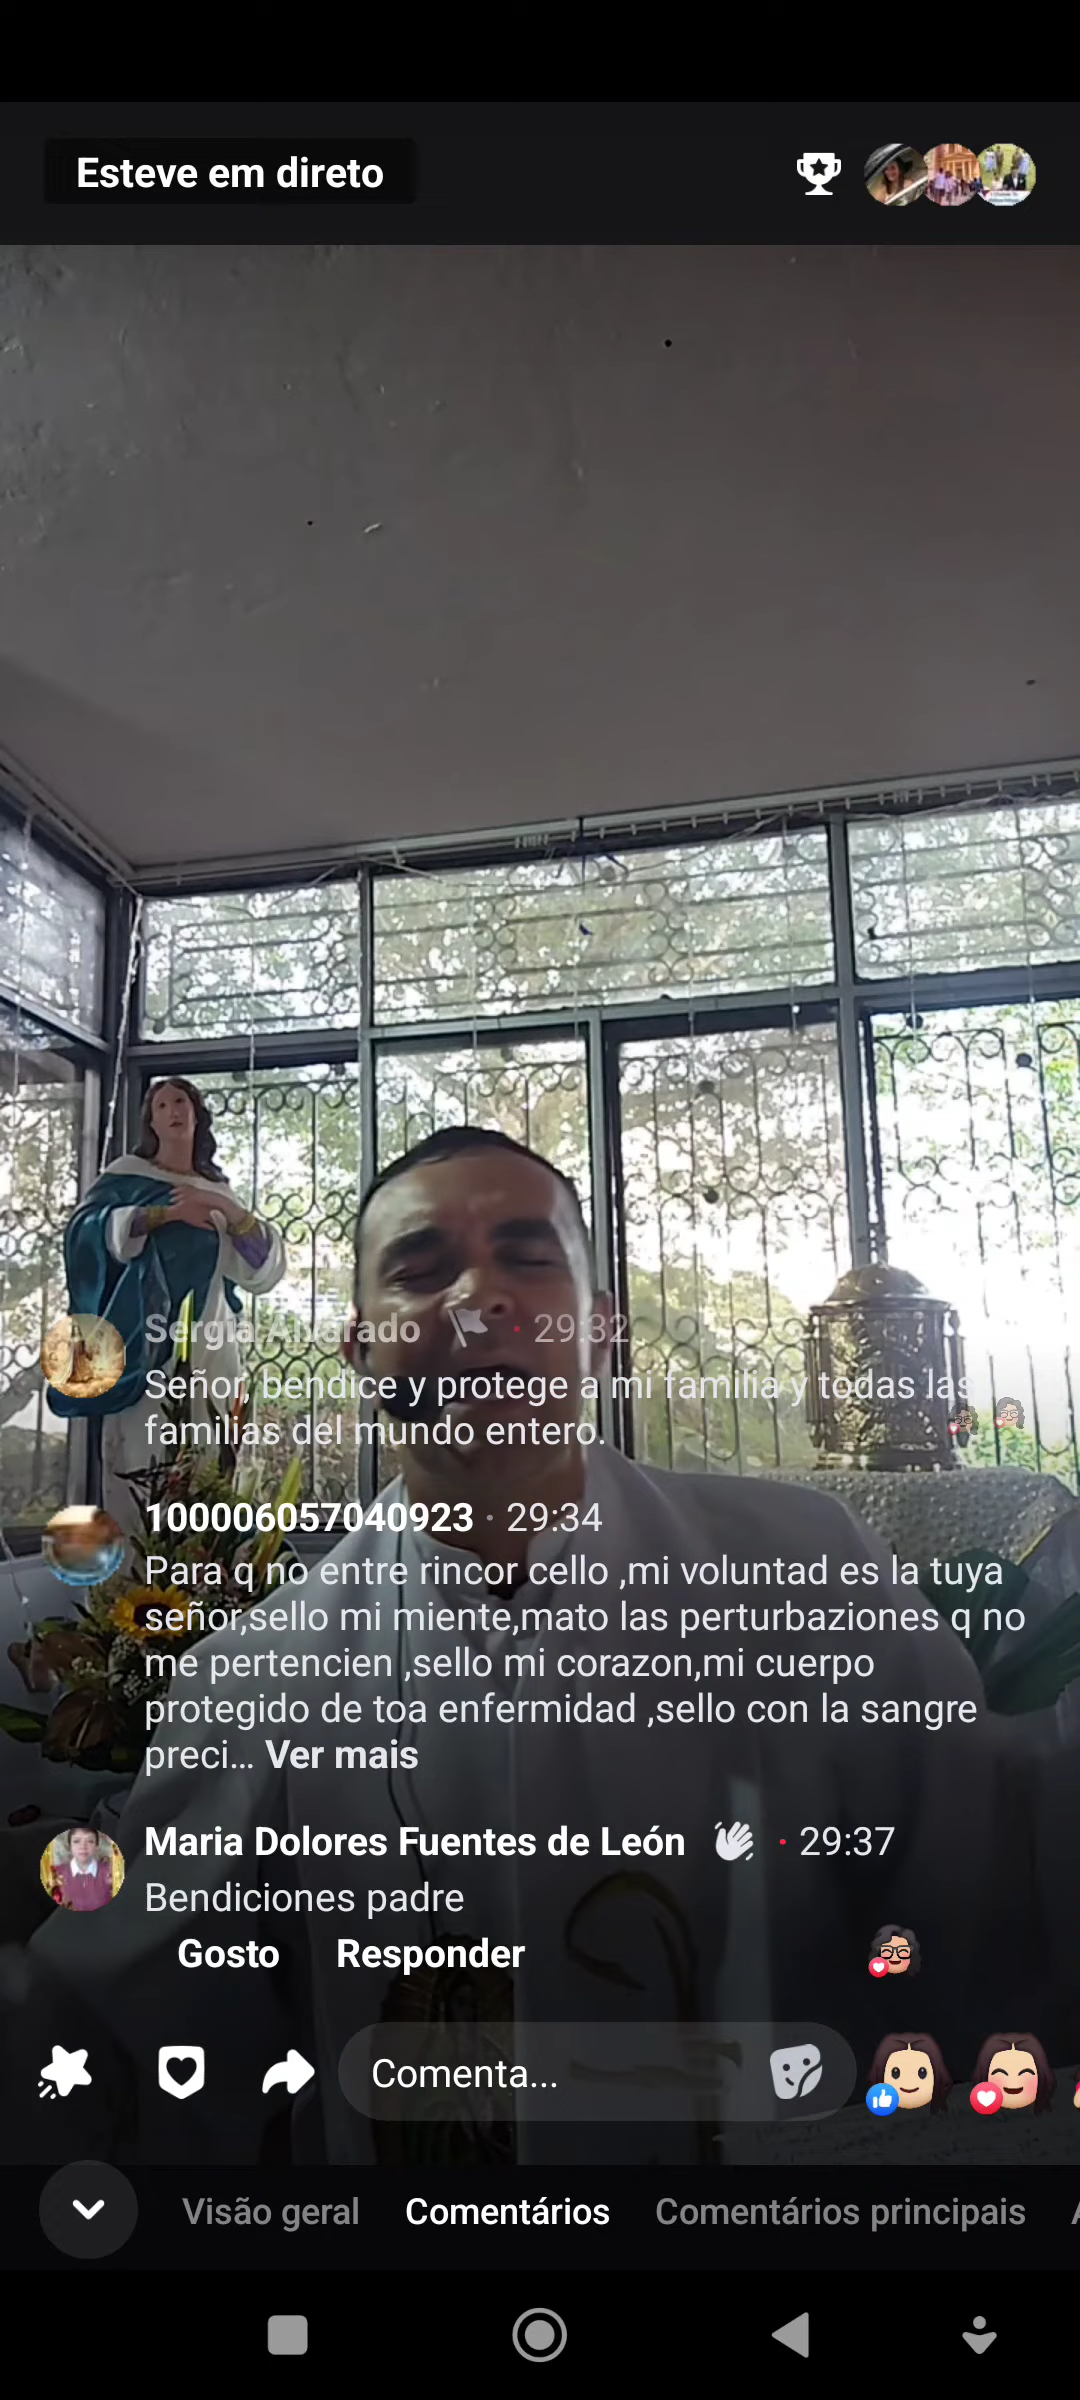 Esteve em direto
Sergia Alvarado · 29:32
Señor, bendice y protege a mi familia y todas las
familias del mundo entero.
100006057040923 · 29:34
Para q no entre rincor cello ,mi voluntad es la tuya
señor,sello mi miente,mato las perturbaziones q no
me pertencien ,sello mi corazon,mi cuerpo
protegido de toa enfermidad ,sello con la sangre
preci... Ver mais
Maria Dolores Fuentes de León · 29:37
Bendiciones padre
Gosto Responder
Comenta...
Visão geral Comentários Comentários principais